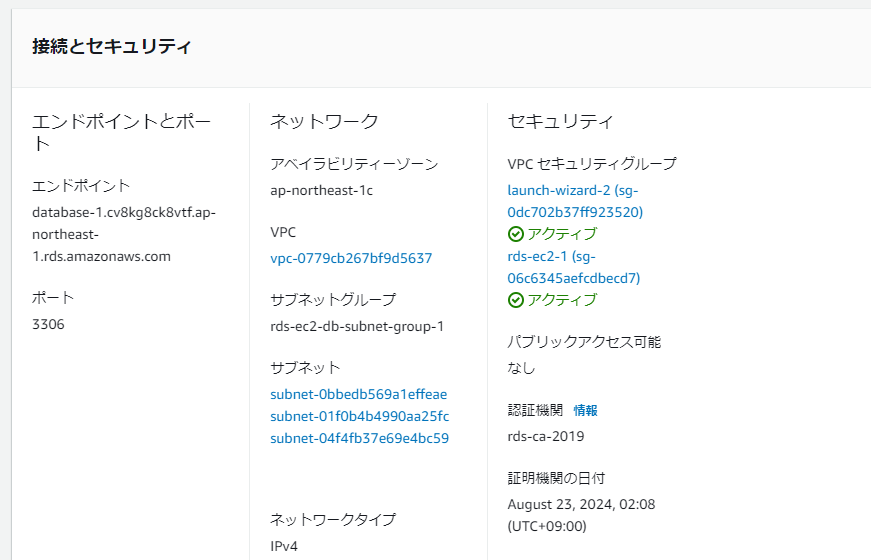 接続とセキュリティ
エンドポイントとポー
ト
エンドポイント
database-1.cv8kg8ck8vtf.ap-
northeast-
1.rds.amazonaws.com
ポート
3306
ネットワーク
アベイラビリティーゾーン
ap-northeast-1c
VPC
vpc-0779cb267bf9d5637
サブネットグループ
rds-ec2-db-subnet-group-1
サブネット
subnet-0bbedb569a1effeae
subnet-01f0b4b4990aa25fc
subnet-04f4fb37e69e4bc59
ネットワークタイプ
IPv4
セキュリティ
VPC セキュリティグループ
launch-wizard-2 (sg-
0dc702b37ff923520)
アクティブ
rds-ec2-1 (sg-
06c6345aefcdbecd7)
アクティブ
パブリックアクセス可能
なし
認証機関 情報
rds-ca-2019
証明機関の日付
August 23, 2024, 02:08
(UTC+09:00)